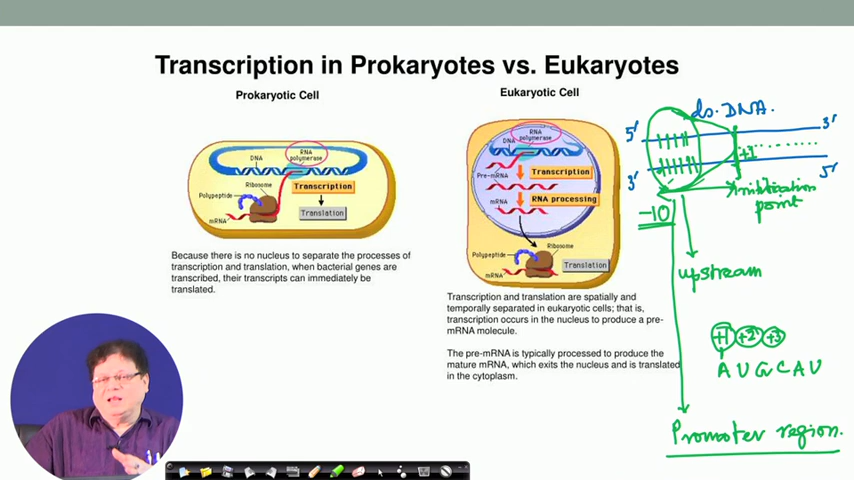 Transcription in Prokaryotes vs. Eukaryotes
Prokaryotic Cell
RNA
polymerase
DNA
Ribosome
Transcription
Polypeptide
Translation
mRNA
Because there is no nucleus to separate the processes of
transcription and translation, when bacterial genes are
transcribed, their transcripts can immediately be
translated.
Eukaryotic Cell
RNA
polymerase
DNA
Transcription
Pre-mRNA
RNA processing
mRNA
Ribosome
Polypeptide
Translation
mRNA
Transcription and translation are spatially and
temporally separated in eukaryotic cells; that is,
transcription occurs in the nucleus to produce a pre-
mRNA molecule.
The pre-mRNA is typically processed to produce the
mature mRNA, which exits the nucleus and is translated
in the cytoplasm.
ds. DNA.
5' 3'
+1
3' 5'
Initiation
point
-10
upstream
+1 +2 +3
A U G C A U
Promoter region.